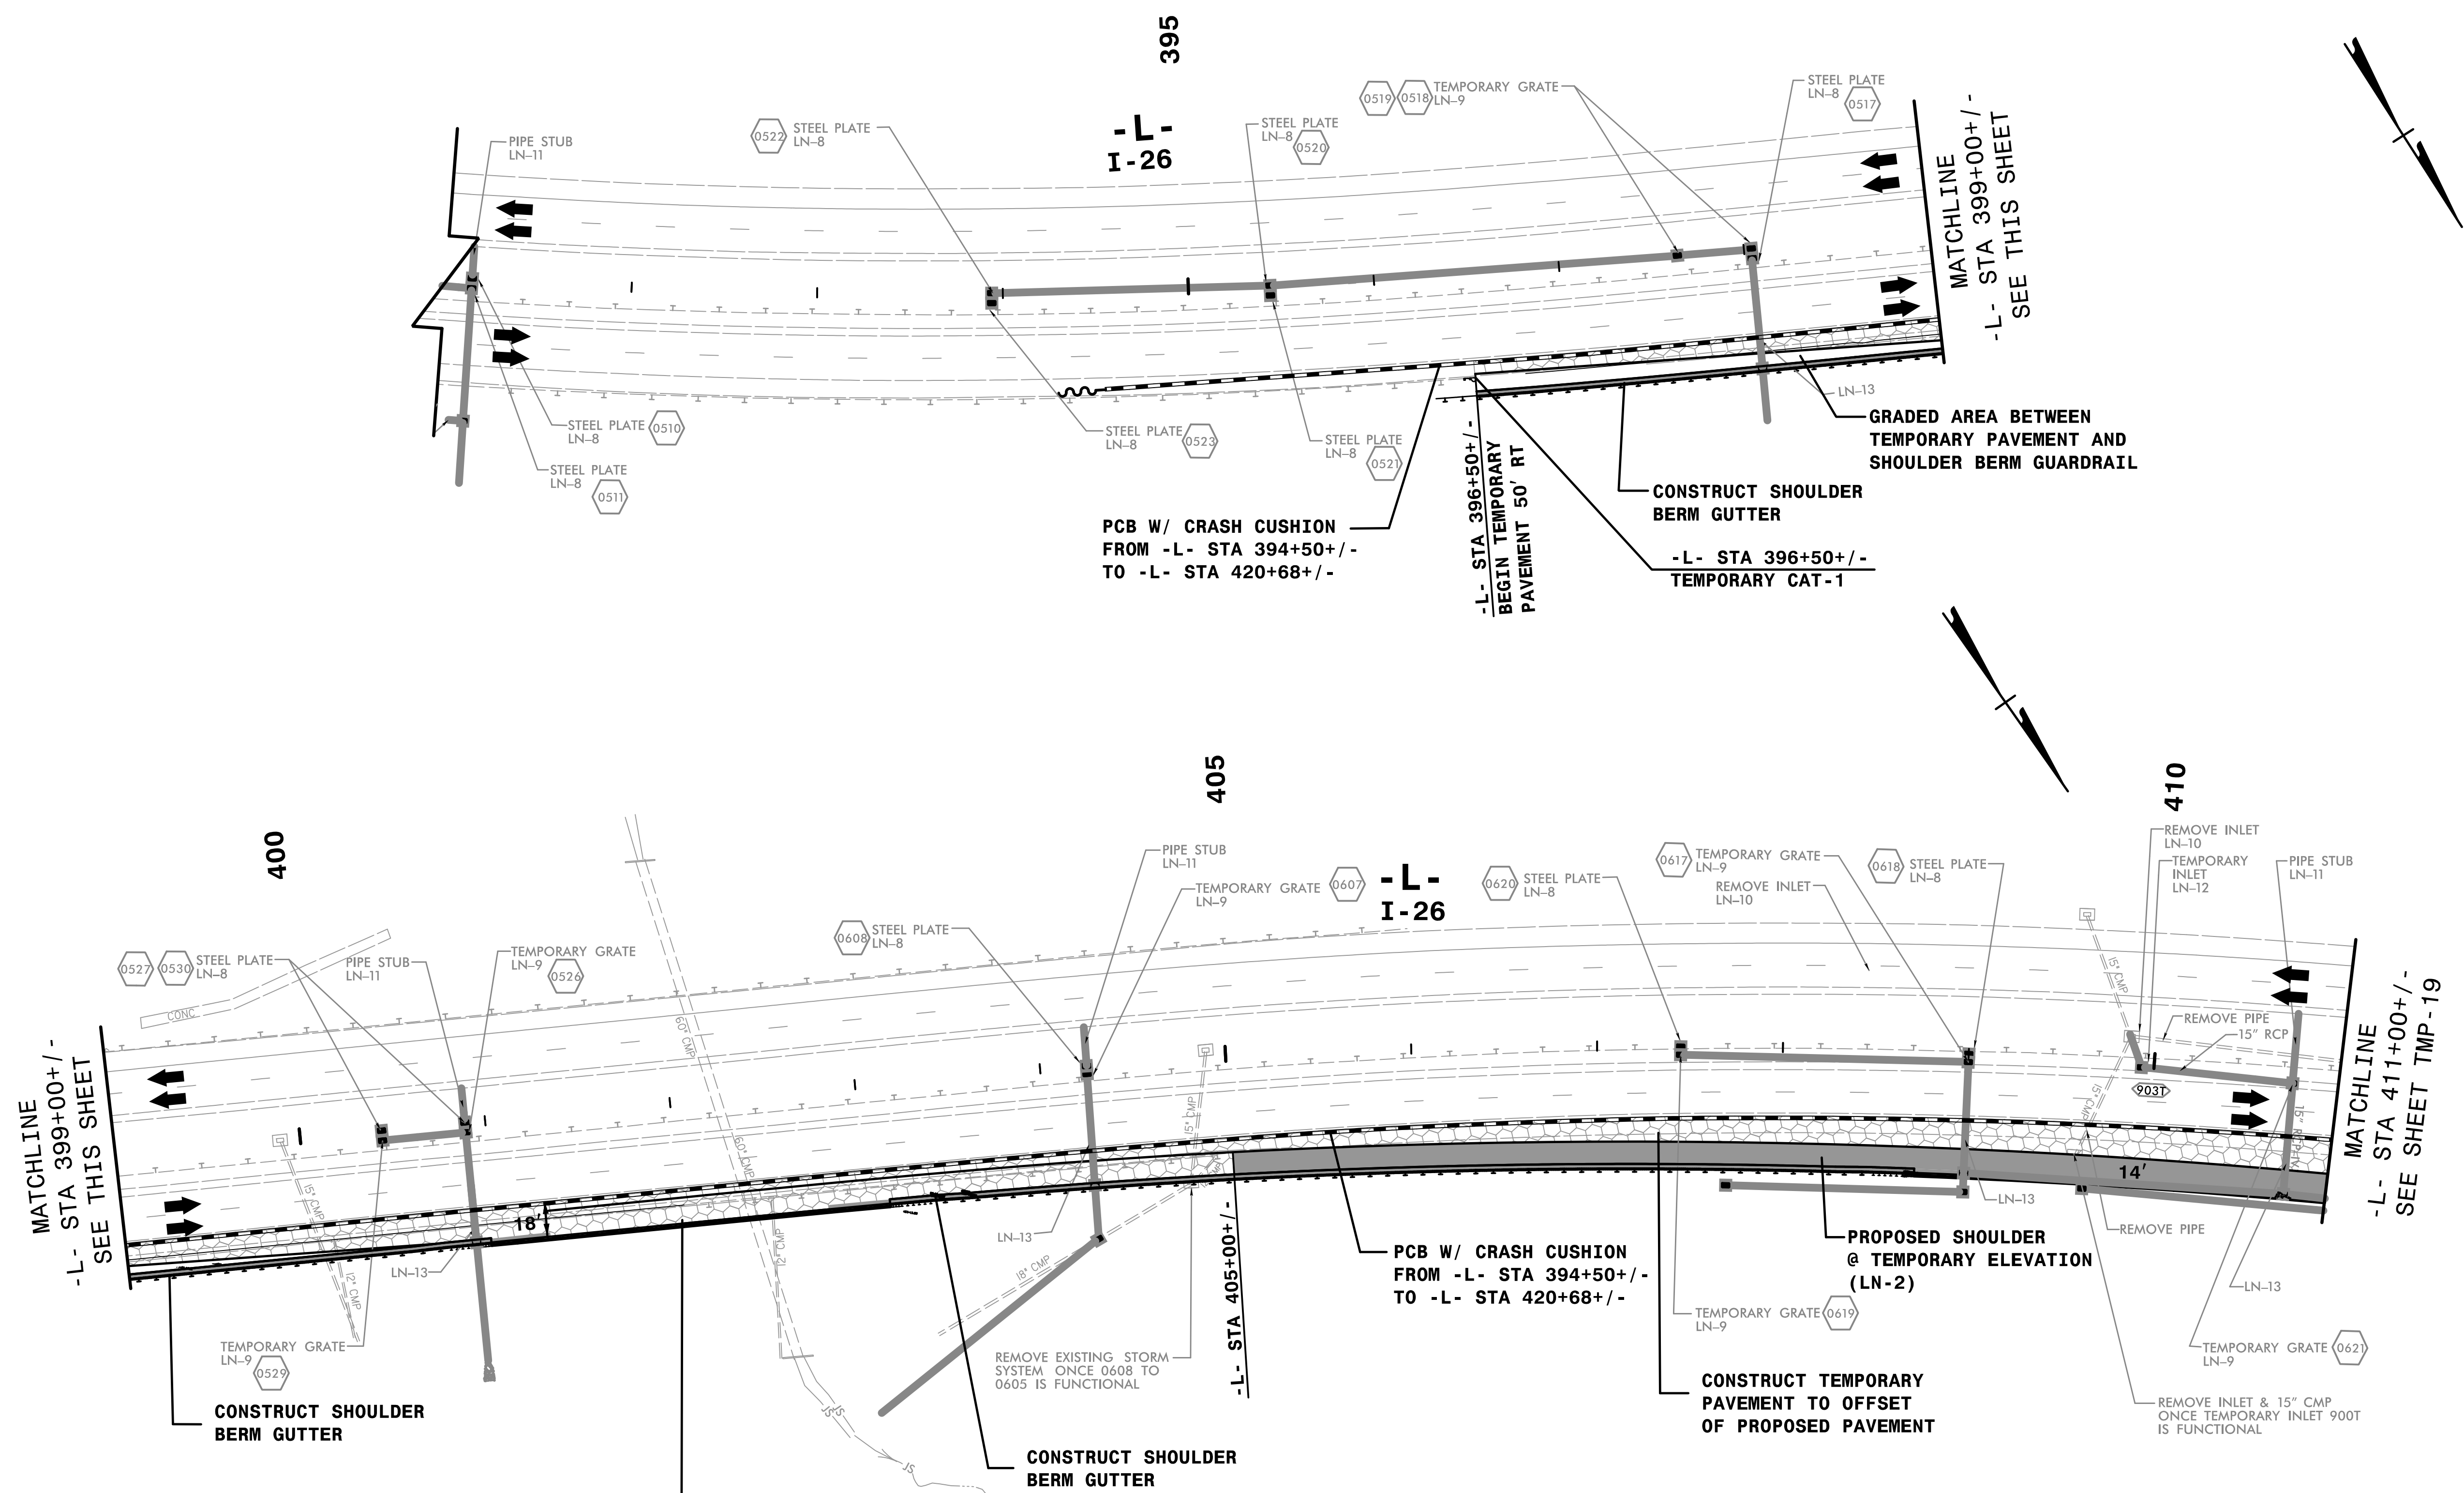 395
-L-
I-26
PIPE STUB
LN-11
0522
STEEL PLATE
LN-8
STEEL PLATE
LN-8
0520
0519
0518
TEMPORARY GRATE
LN-9
STEEL PLATE
LN-8
0517
MATCHLINE
-L- STA 399+00+/-
SEE THIS SHEET
STEEL PLATE
LN-8
0510
STEEL PLATE
LN-8
0511
STEEL PLATE
LN-8
0523
STEEL PLATE
LN-8
0521
LN-13
GRADED AREA BETWEEN
TEMPORARY PAVEMENT AND
SHOULDER BERM GUARDRAIL
CONSTRUCT SHOULDER
BERM GUTTER
PCB W/ CRASH CUSHION
FROM -L- STA 394+50+/-
TO -L- STA 420+68+/-
-L- STA 396+50+/-
BEGIN TEMPORARY
PAVEMENT 50' RT
-L- STA 396+50+/-
TEMPORARY CAT-1
400
405
410
-L-
I-26
0527
0530
STEEL PLATE
LN-8
PIPE STUB
LN-11
TEMPORARY GRATE
LN-9
0526
CONC
0608
STEEL PLATE
LN-8
PIPE STUB
LN-11
TEMPORARY GRATE
LN-9
0607
0620
STEEL PLATE
LN-8
0617
TEMPORARY GRATE
LN-9
REMOVE INLET
LN-10
0618
STEEL PLATE
LN-8
REMOVE INLET
LN-10
TEMPORARY
INLET
LN-12
PIPE STUB
LN-11
15" CMP
REMOVE PIPE
15" RCP
903T
15" CMP
MATCHLINE
-L- STA 399+00+/-
SEE THIS SHEET
MATCHLINE
-L- STA 411+00+/-
SEE SHEET TMP-19
60" CMP
60" CMP
15" CMP
12" CMP
12" CMP
15" CMP
18" CMP
18'
14'
LN-13
LN-13
LN-13
LN-13
REMOVE PIPE
TEMPORARY GRATE
LN-9
0529
CONSTRUCT SHOULDER
BERM GUTTER
JS
JS
JS
REMOVE EXISTING STORM
SYSTEM ONCE 0608 TO
0605 IS FUNCTIONAL
CONSTRUCT SHOULDER
BERM GUTTER
-L- STA 405+00+/-
PCB W/ CRASH CUSHION
FROM -L- STA 394+50+/-
TO -L- STA 420+68+/-
PROPOSED SHOULDER
@ TEMPORARY ELEVATION
(LN-2)
TEMPORARY GRATE
LN-9
0619
CONSTRUCT TEMPORARY
PAVEMENT TO OFFSET
OF PROPOSED PAVEMENT
TEMPORARY GRATE
LN-9
0621
REMOVE INLET & 15" CMP
ONCE TEMPORARY INLET 900T
IS FUNCTIONAL